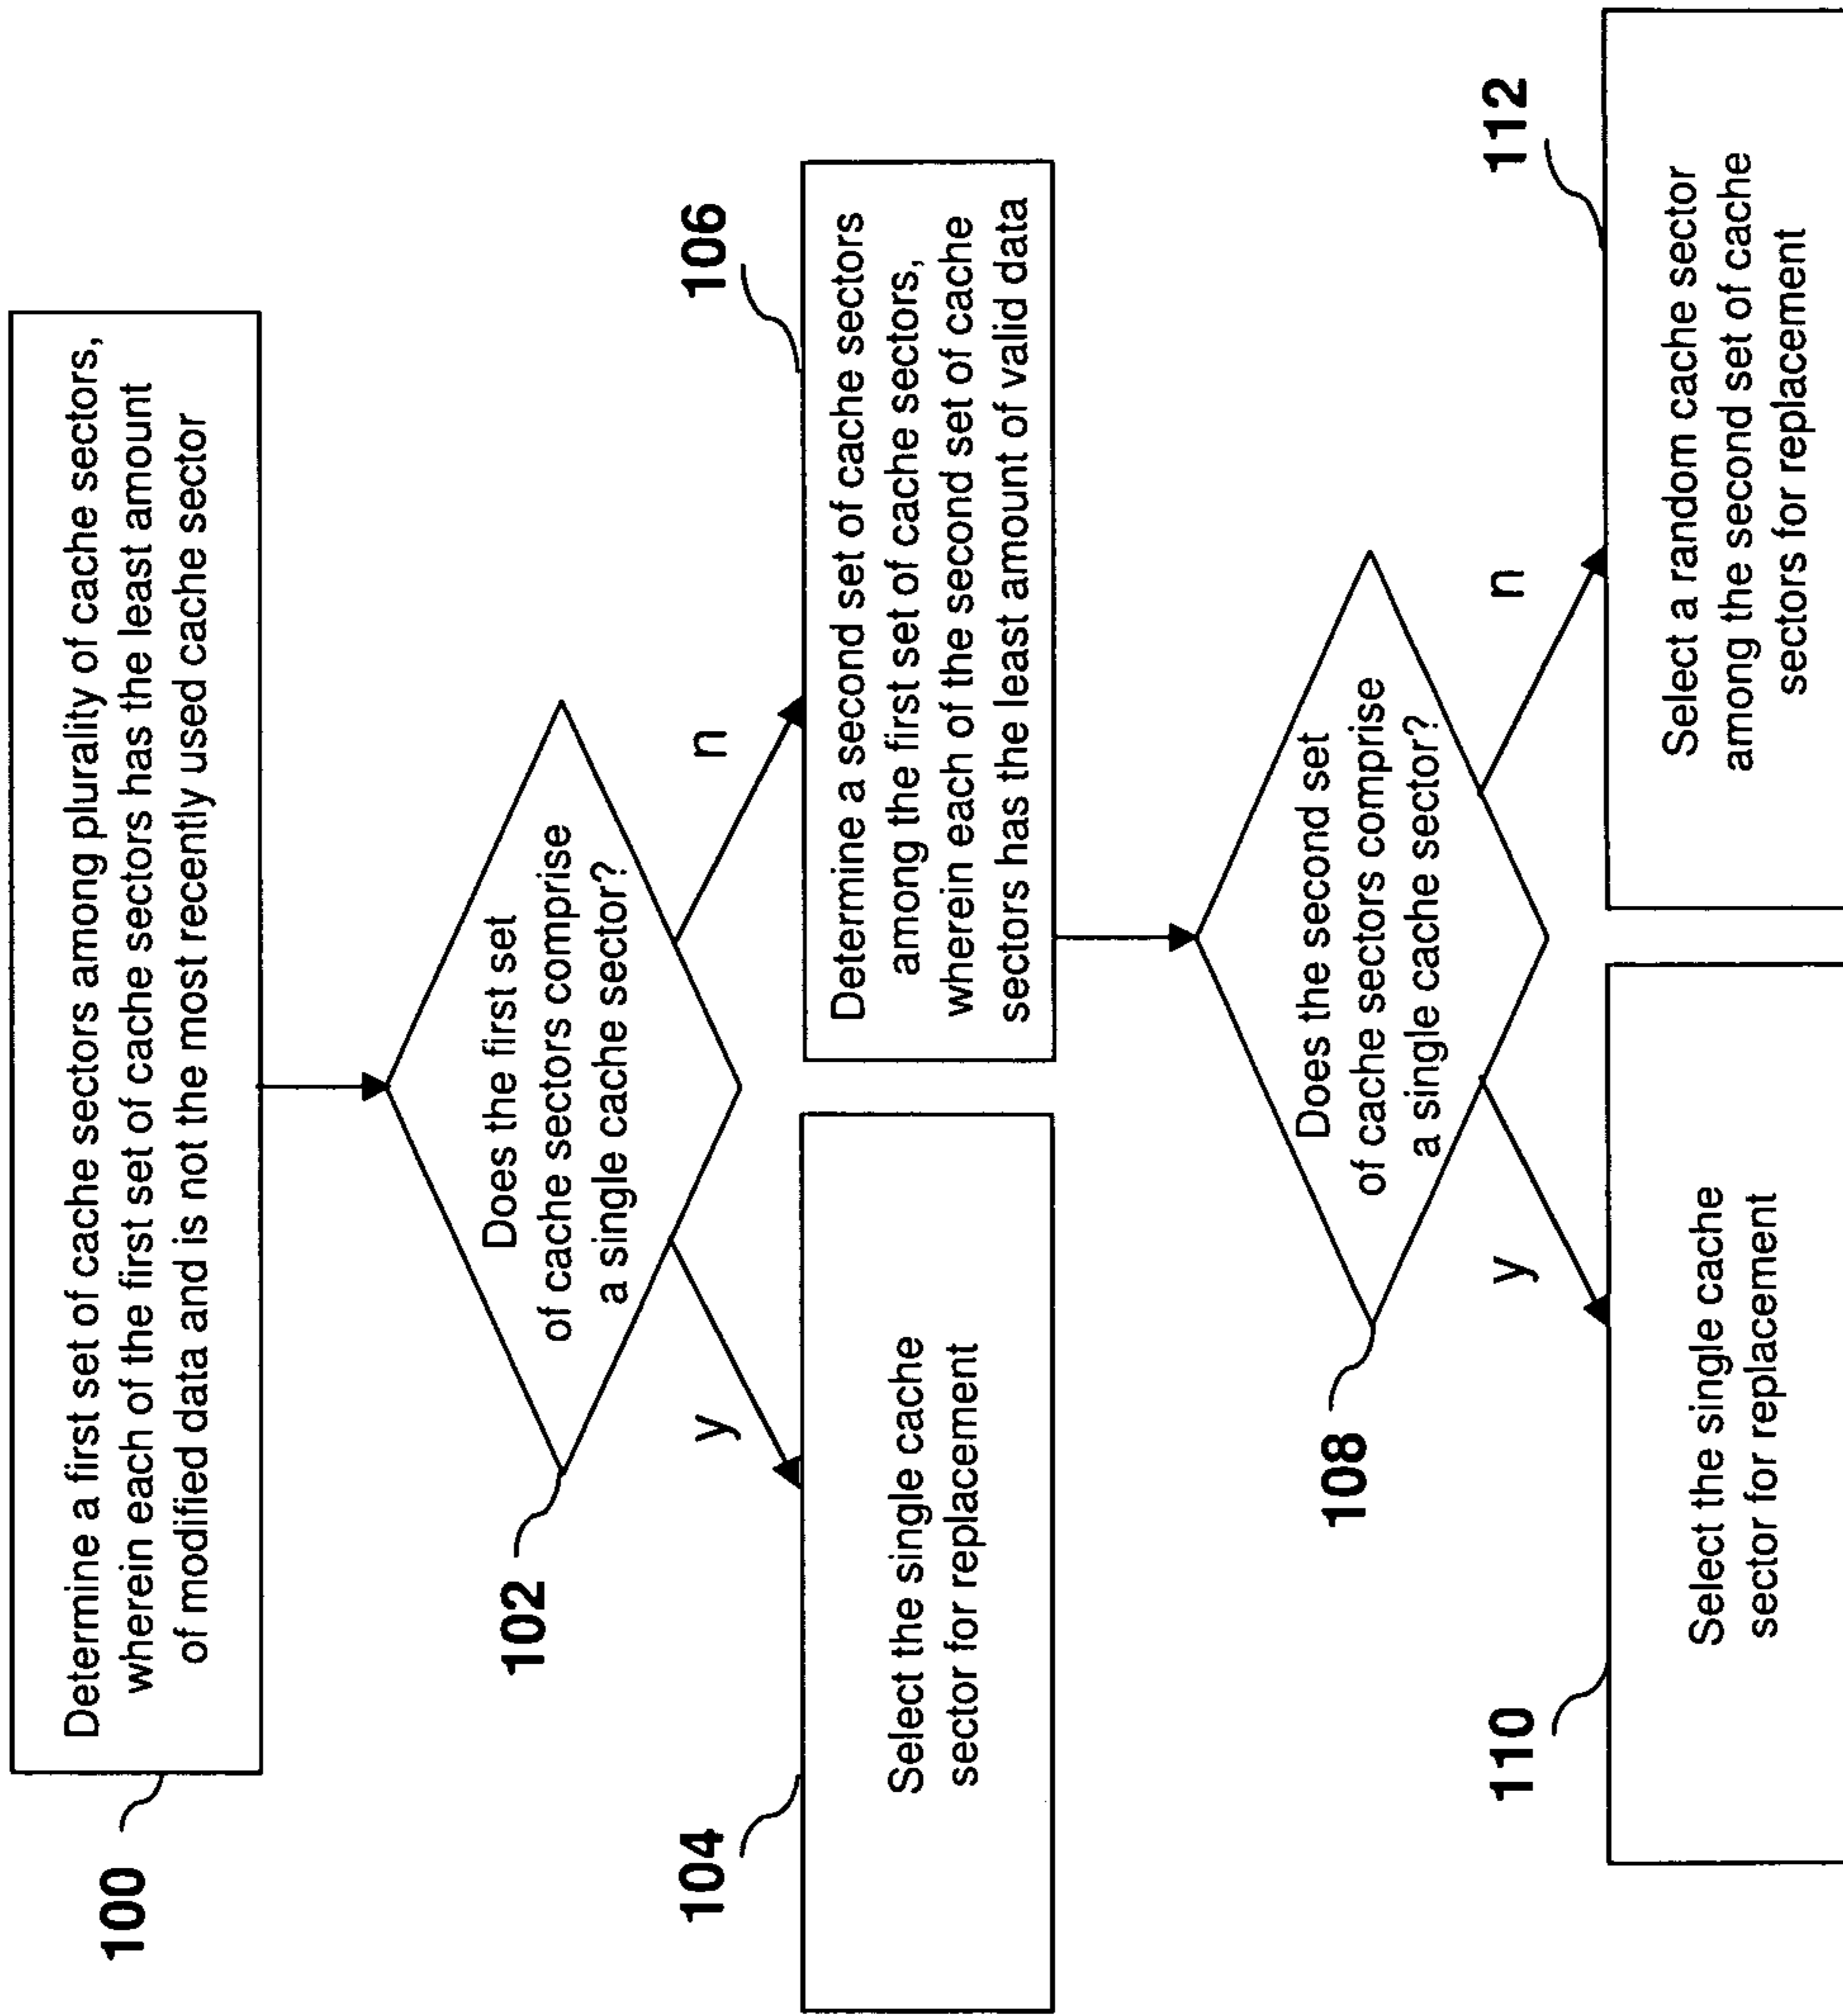 100
Determine a first set of cache sectors among plurality of cache sectors,
wherein each of the first set of cache sectors has the least amount
of modified data and is not the most recently used cache sector
102
Does the first set
of cache sectors comprise
a single cache sector?
y
n
104
Select the single cache
sector for replacement
106
Determine a second set of cache sectors
among the first set of cache sectors,
wherein each of the second set of cache
sectors has the least amount of valid data
108
Does the second set
of cache sectors comprise
a single cache sector?
y
n
110
Select the single cache
sector for replacement
112
Select a random cache sector
among the second set of cache
sectors for replacement